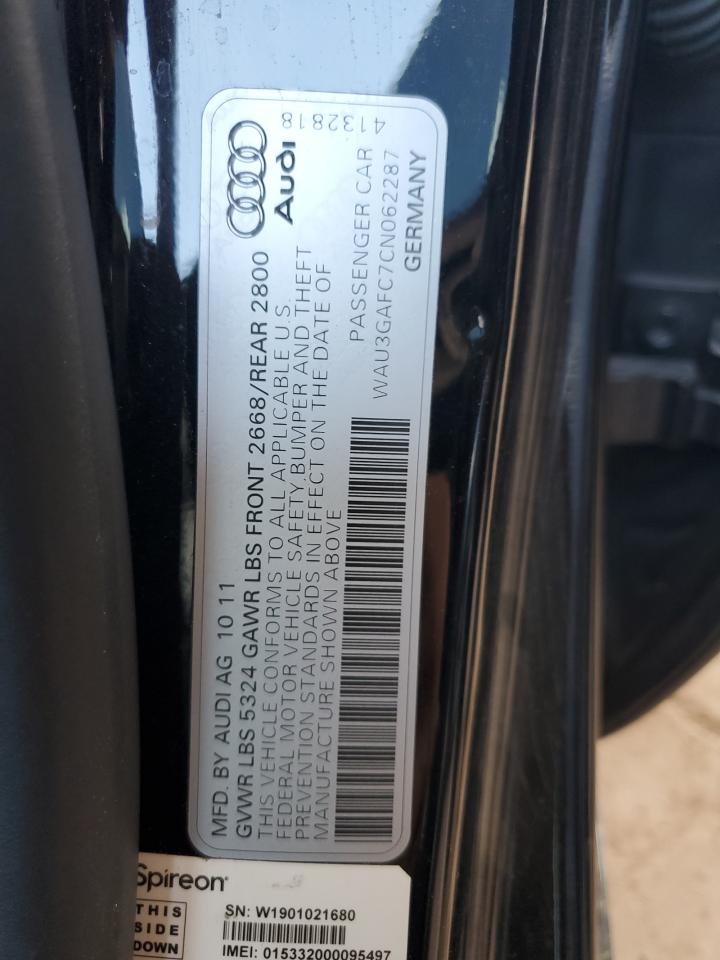 MFD. BY AUDI AG 10 11
GVWR LBS 5324 GAWR LBS FRONT 2668/REAR 2800
THIS VEHICLE CONFORMS TO ALL APPLICABLE U.S.
FEDERAL MOTOR VEHICLE SAFETY,BUMPER AND THEFT
PREVENTION STANDARDS IN EFFECT ON THE DATE OF
MANUFACTURE SHOWN ABOVE
Audi
PASSENGER CAR
WAU3GAFC7CN062287
GERMANY
4132818
Spireon
THIS
SIDE
DOWN
SN: W1901021680
IMEI: 015332000095497